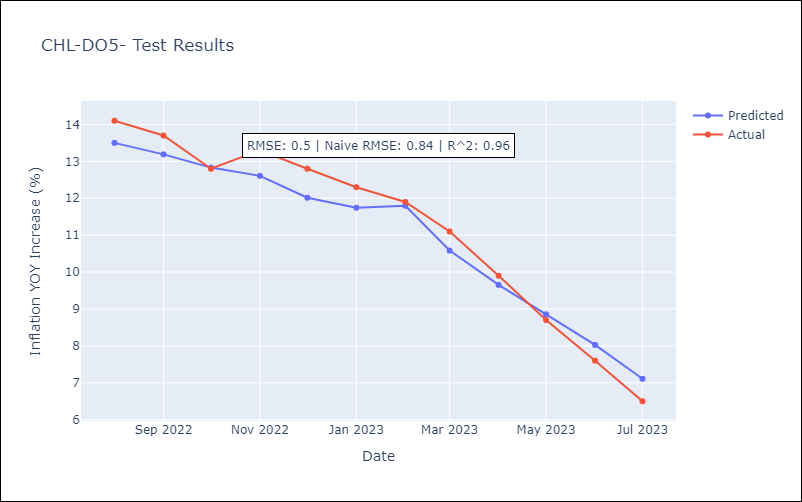 CHL-DO5- Test Results
Predicted
Actual
RMSE: 0.5 | Naive RMSE: 0.84 | R^2: 0.96
Inflation YOY Increase (%)
14
13
12
11
10
9
8
7
6
Sep 2022 Nov 2022 Jan 2023 Mar 2023 May 2023 Jul 2023
Date